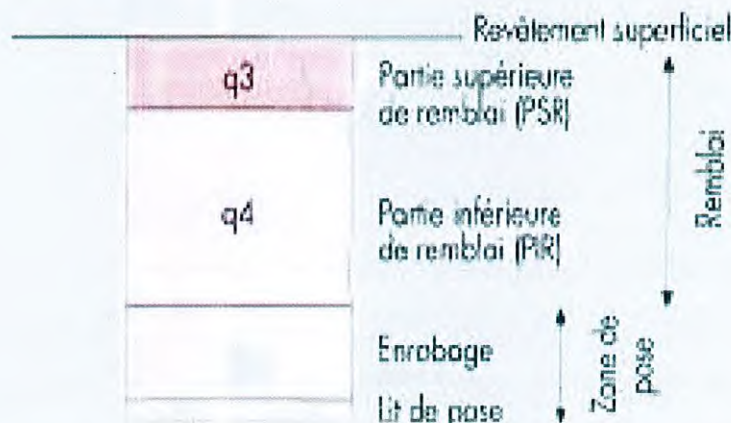 Revêtement superficiel
q3
Partie supérieure
de remblai (PSR)
Remblai
q4
Partie inférieure
de remblai (PIR)
Enrobage
Zone de
pose
Lit de pose